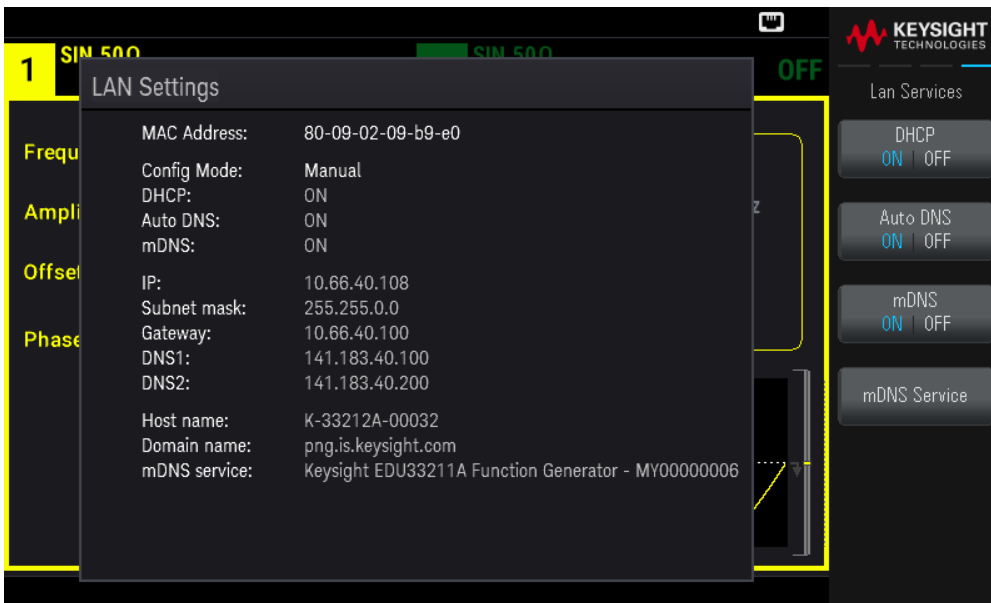 KEYSIGHT
TECHNOLOGIES
1
SIN 50Ω
SIN 50Ω
OFF
LAN Settings
MAC Address: 80-09-02-09-b9-e0
Config Mode: Manual
DHCP: ON
Auto DNS: ON
mDNS: ON
IP: 10.66.40.108
Subnet mask: 255.255.0.0
Gateway: 10.66.40.100
DNS1: 141.183.40.100
DNS2: 141.183.40.200
Host name: K-33212A-00032
Domain name: png.is.keysight.com
mDNS service: Keysight EDU33211A Function Generator - MY00000006
Frequ
Ampli
Offset
Phase
z
Lan Services
DHCP
ON | OFF
Auto DNS
ON | OFF
mDNS
ON | OFF
mDNS Service